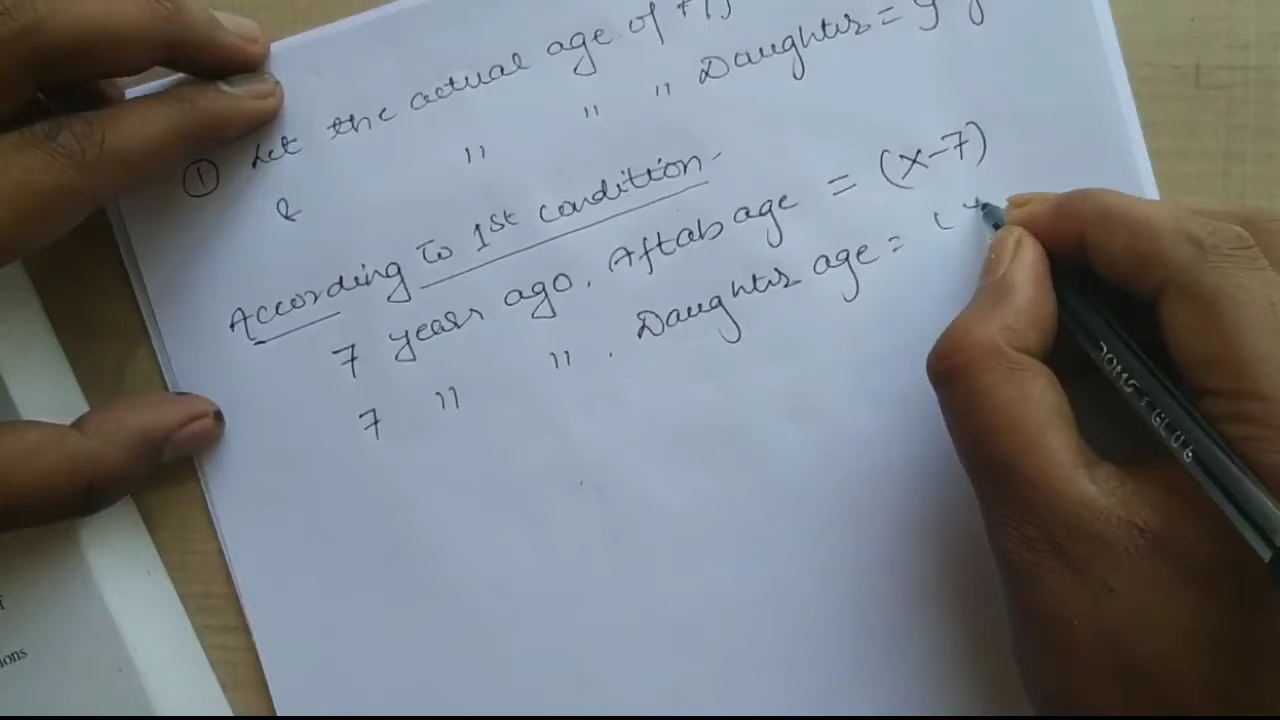 ① Let the actual age of
& " " " Daughter = y
According To 1st condition -
7 years ago. Aftab age = (x-7)
7 " " . Daughter age = (
ions